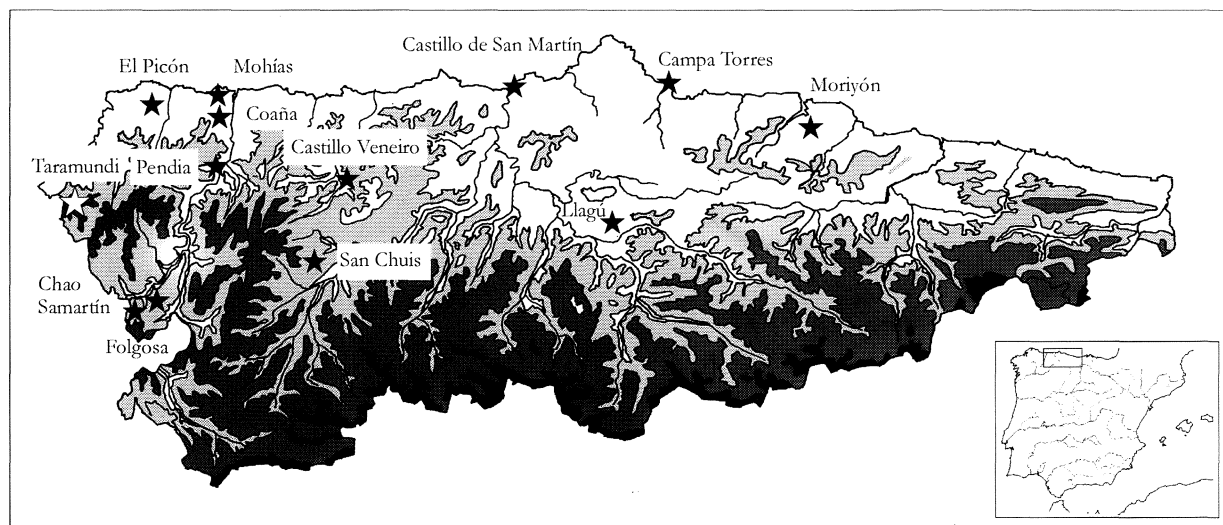 Castillo de San Martín
El Picón
Mohías
Campa Torres
Moriyón
Coaña
Castillo Veneiro
Taramundi
Pendia
Llagú
San Chuis
Chao
Samartín
Folgosa